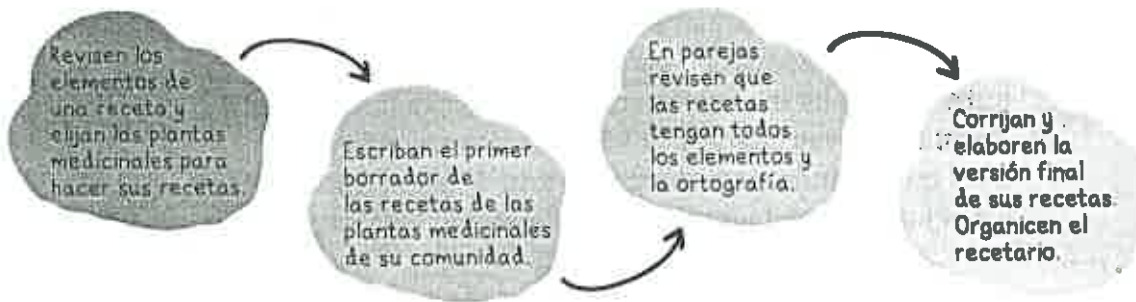 Revisen los
elementos de
una receta y
elijan las plantas
medicinales para
hacer sus recetas.
Escriban el primer
borrador de
las recetas de las
plantas medicinales
de su comunidad.
En parejas
revisen que
las recetas
tengan todos
los elementos y
la ortografía.
Corrijan y
elaboren la
versión final
de sus recetas.
Organicen el
recetario.